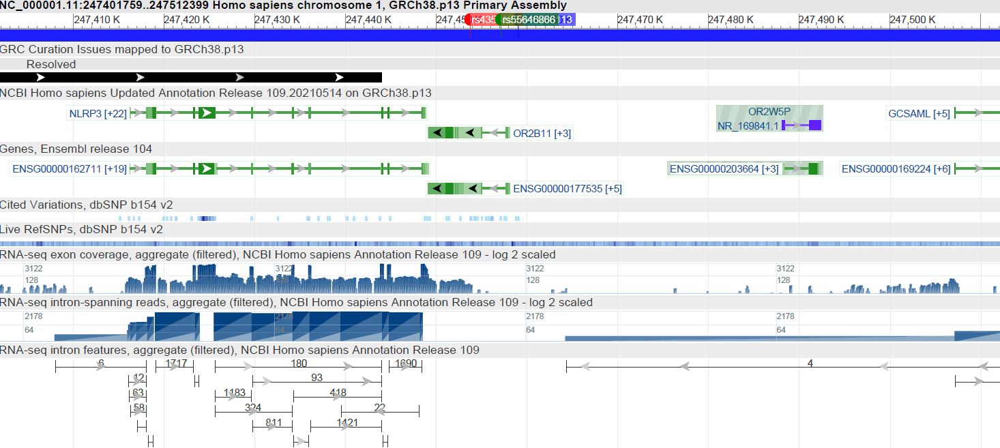 NC_000001.11:247401759..247512399 Homo sapiens chromosome 1, GRCh38.p13 Primary Assembly
247,410 K 247,420 K 247,430 K 247,440 K 247,45 rs435 rs55646866 13 247,470 K 247,480 K 247,490 K 247,500 K
GRC Curation Issues mapped to GRCh38.p13
Resolved
NCBI Homo sapiens Updated Annotation Release 109.20210514 on GRCh38.p13
NLRP3 [+22] OR2W5P GCSAML [+5]
NR_169841.1
OR2B11 [+3]
Genes, Ensembl release 104
ENSG00000162711 [+19] ENSG00000203664 [+3] ENSG00000169224 [+6]
ENSG00000177535 [+5]
Cited Variations, dbSNP b154 v2
Live RefSNPs, dbSNP b154 v2
RNA-seq exon coverage, aggregate (filtered), NCBI Homo sapiens Annotation Release 109 - log 2 scaled
3122 3122 3122 3122
128 128 128 128
RNA-seq intron-spanning reads, aggregate (filtered), NCBI Homo sapiens Annotation Release 109 - log 2 scaled
2178 2178 2178 2178
64 64 64 64
RNA-seq intron features, aggregate (filtered), NCBI Homo sapiens Annotation Release 109
6 1717 180 1690 4
12 93
63 1183 418
58 324 22
811 1421